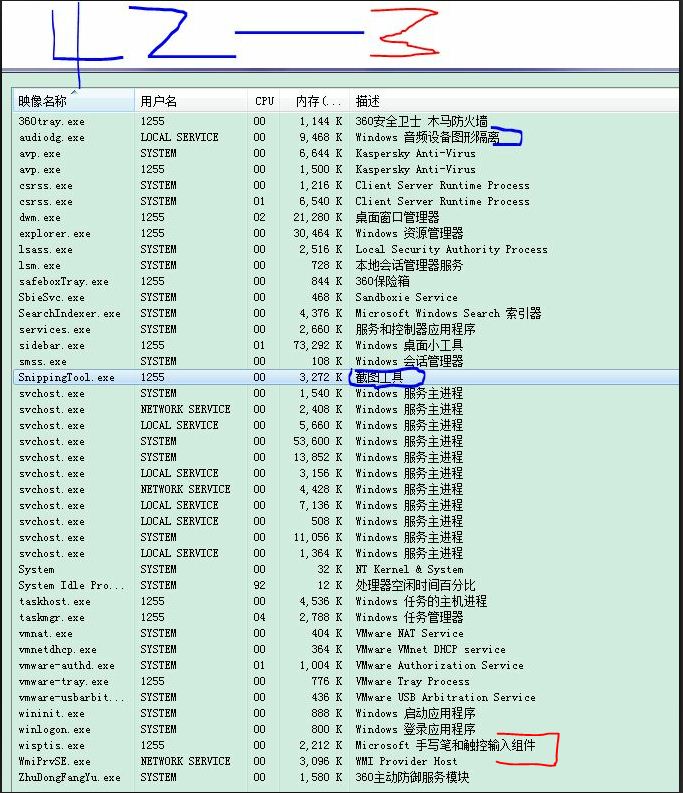 42—3
映像名称 用户名 CPU 内存(... 描述
360tray.exe 1255 00 1,144 K 360安全卫士 木马防火墙
audiodg.exe LOCAL SERVICE 00 9,468 K Windows 音频设备图形隔离
avp.exe SYSTEM 00 6,644 K Kaspersky Anti-Virus
avp.exe 1255 00 1,500 K Kaspersky Anti-Virus
csrss.exe SYSTEM 00 1,216 K Client Server Runtime Process
csrss.exe SYSTEM 01 6,540 K Client Server Runtime Process
dwm.exe 1255 02 21,280 K 桌面窗口管理器
explorer.exe 1255 00 30,464 K Windows 资源管理器
lsass.exe SYSTEM 00 2,516 K Local Security Authority Process
lsm.exe SYSTEM 00 728 K 本地会话管理器服务
safeboxTray.exe 1255 00 844 K 360保险箱
SbieSvc.exe SYSTEM 00 468 K Sandboxie Service
SearchIndexer.exe SYSTEM 00 4,376 K Microsoft Windows Search 索引器
services.exe SYSTEM 00 2,660 K 服务和控制器应用程序
sidebar.exe 1255 01 73,292 K Windows 桌面小工具
smss.exe SYSTEM 00 108 K Windows 会话管理器
SnippingTool.exe 1255 00 3,272 K 截图工具
svchost.exe SYSTEM 00 1,540 K Windows 服务主进程
svchost.exe NETWORK SERVICE 00 2,408 K Windows 服务主进程
svchost.exe LOCAL SERVICE 00 5,660 K Windows 服务主进程
svchost.exe SYSTEM 00 53,600 K Windows 服务主进程
svchost.exe SYSTEM 00 13,852 K Windows 服务主进程
svchost.exe LOCAL SERVICE 00 3,156 K Windows 服务主进程
svchost.exe NETWORK SERVICE 00 4,428 K Windows 服务主进程
svchost.exe LOCAL SERVICE 00 7,136 K Windows 服务主进程
svchost.exe LOCAL SERVICE 00 508 K Windows 服务主进程
svchost.exe SYSTEM 00 11,056 K Windows 服务主进程
svchost.exe LOCAL SERVICE 00 1,364 K Windows 服务主进程
System SYSTEM 00 32 K NT Kernel & System
System Idle Pro... SYSTEM 92 12 K 处理器空闲时间百分比
taskhost.exe 1255 00 4,536 K Windows 任务的主机进程
taskmgr.exe 1255 04 2,788 K Windows 任务管理器
vmnat.exe SYSTEM 00 404 K VMware NAT Service
vmnetdhcp.exe SYSTEM 00 364 K VMware VMnet DHCP service
vmware-authd.exe SYSTEM 01 1,004 K VMware Authorization Service
vmware-tray.exe 1255 00 776 K VMware Tray Process
vmware-usbarbit... SYSTEM 00 436 K VMware USB Arbitration Service
wininit.exe SYSTEM 00 888 K Windows 启动应用程序
winlogon.exe SYSTEM 00 800 K Windows 登录应用程序
wisptis.exe 1255 00 2,212 K Microsoft 手写笔和触控输入组件
WmiPrvSE.exe SYSTEM 00 3,096 K WMI Provider Host
ZhuDongFangYu.exe SYSTEM 00 1,580 K 360主动防御服务模块